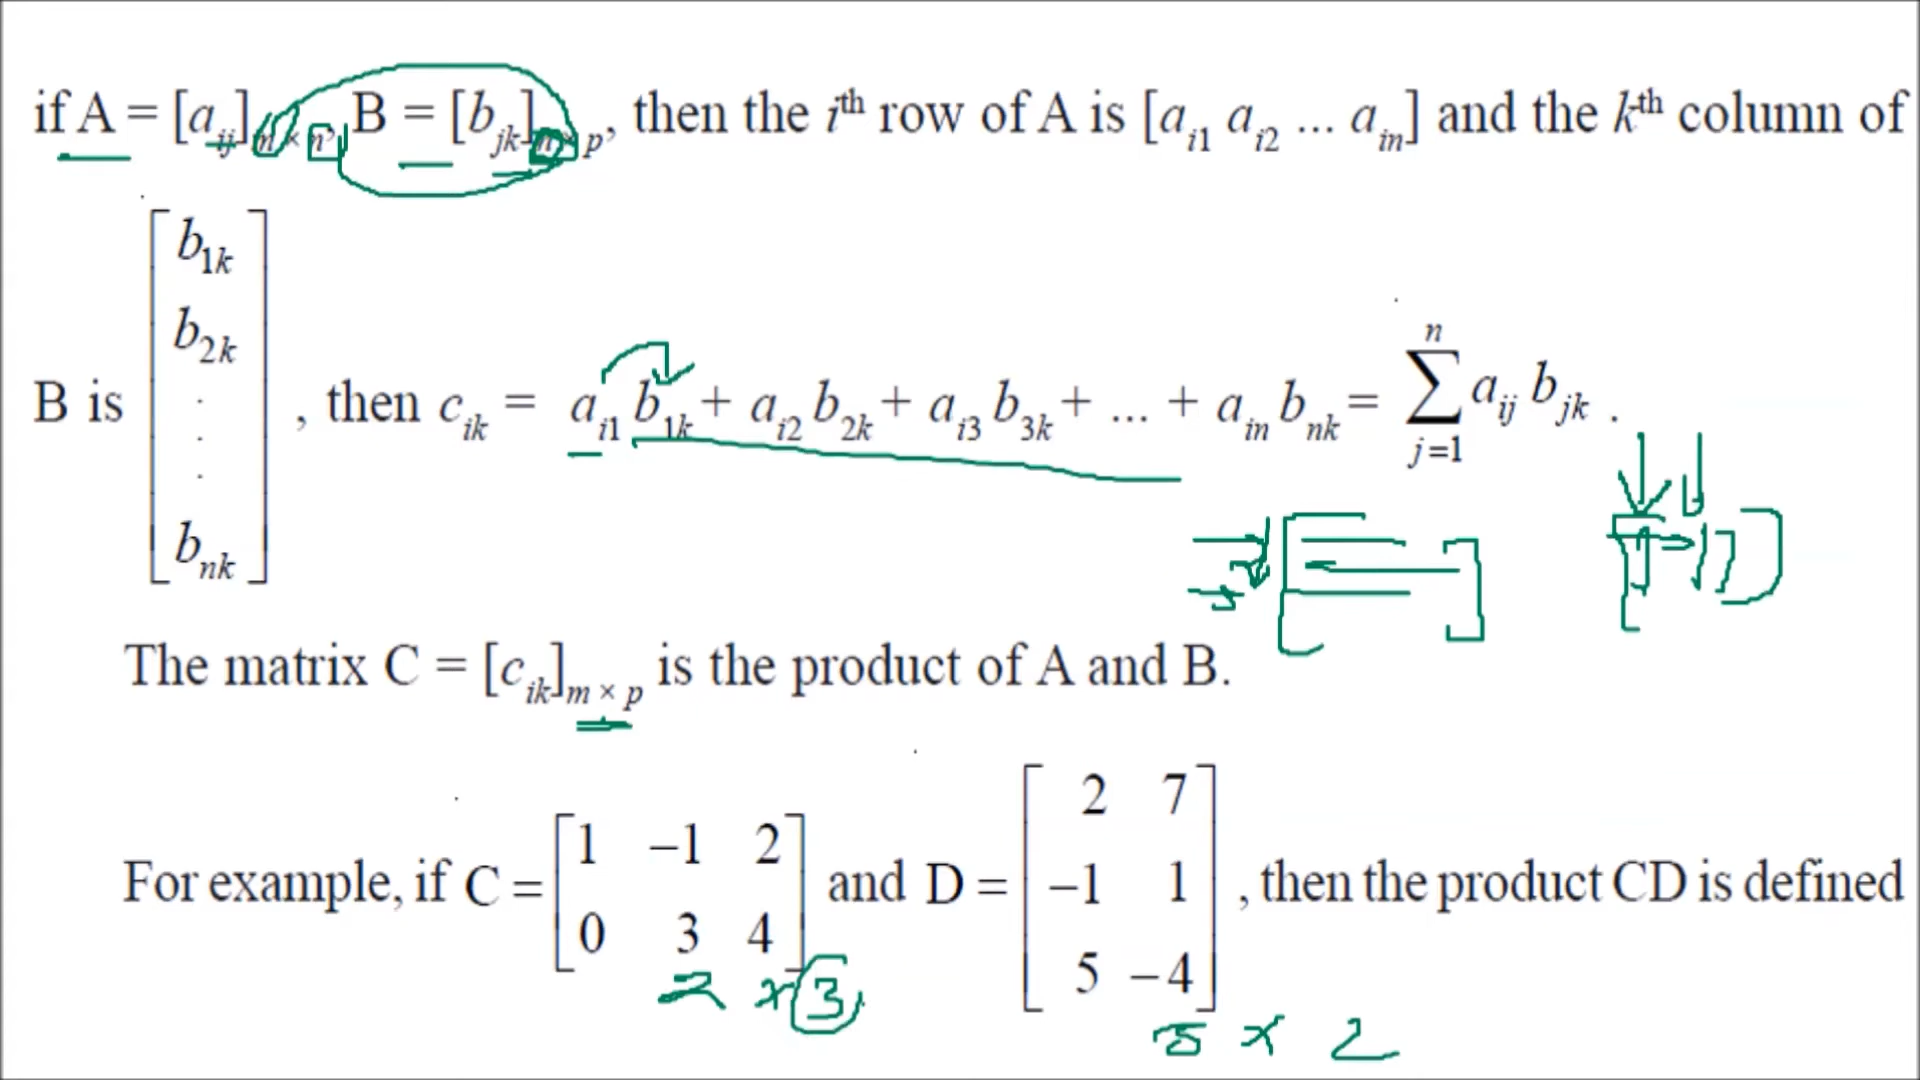 if A = [a_ij]_m × n, B = [b_jk]_n × p, then the i^th row of A is [a_i1 a_i2 ... a_in] and the k^th column of
B is [b_1k b_2k . . . b_nk], then c_ik = a_i1 b_1k + a_i2 b_2k + a_i3 b_3k + ... + a_in b_nk = ∑_{j=1}^{n} a_ij b_jk .
The matrix C = [c_ik]_m × p is the product of A and B.
For example, if C = [1 –1 2; 0 3 4] and D = [2 7; –1 1; 5 –4], then the product CD is defined
2 × 3
3 × 2